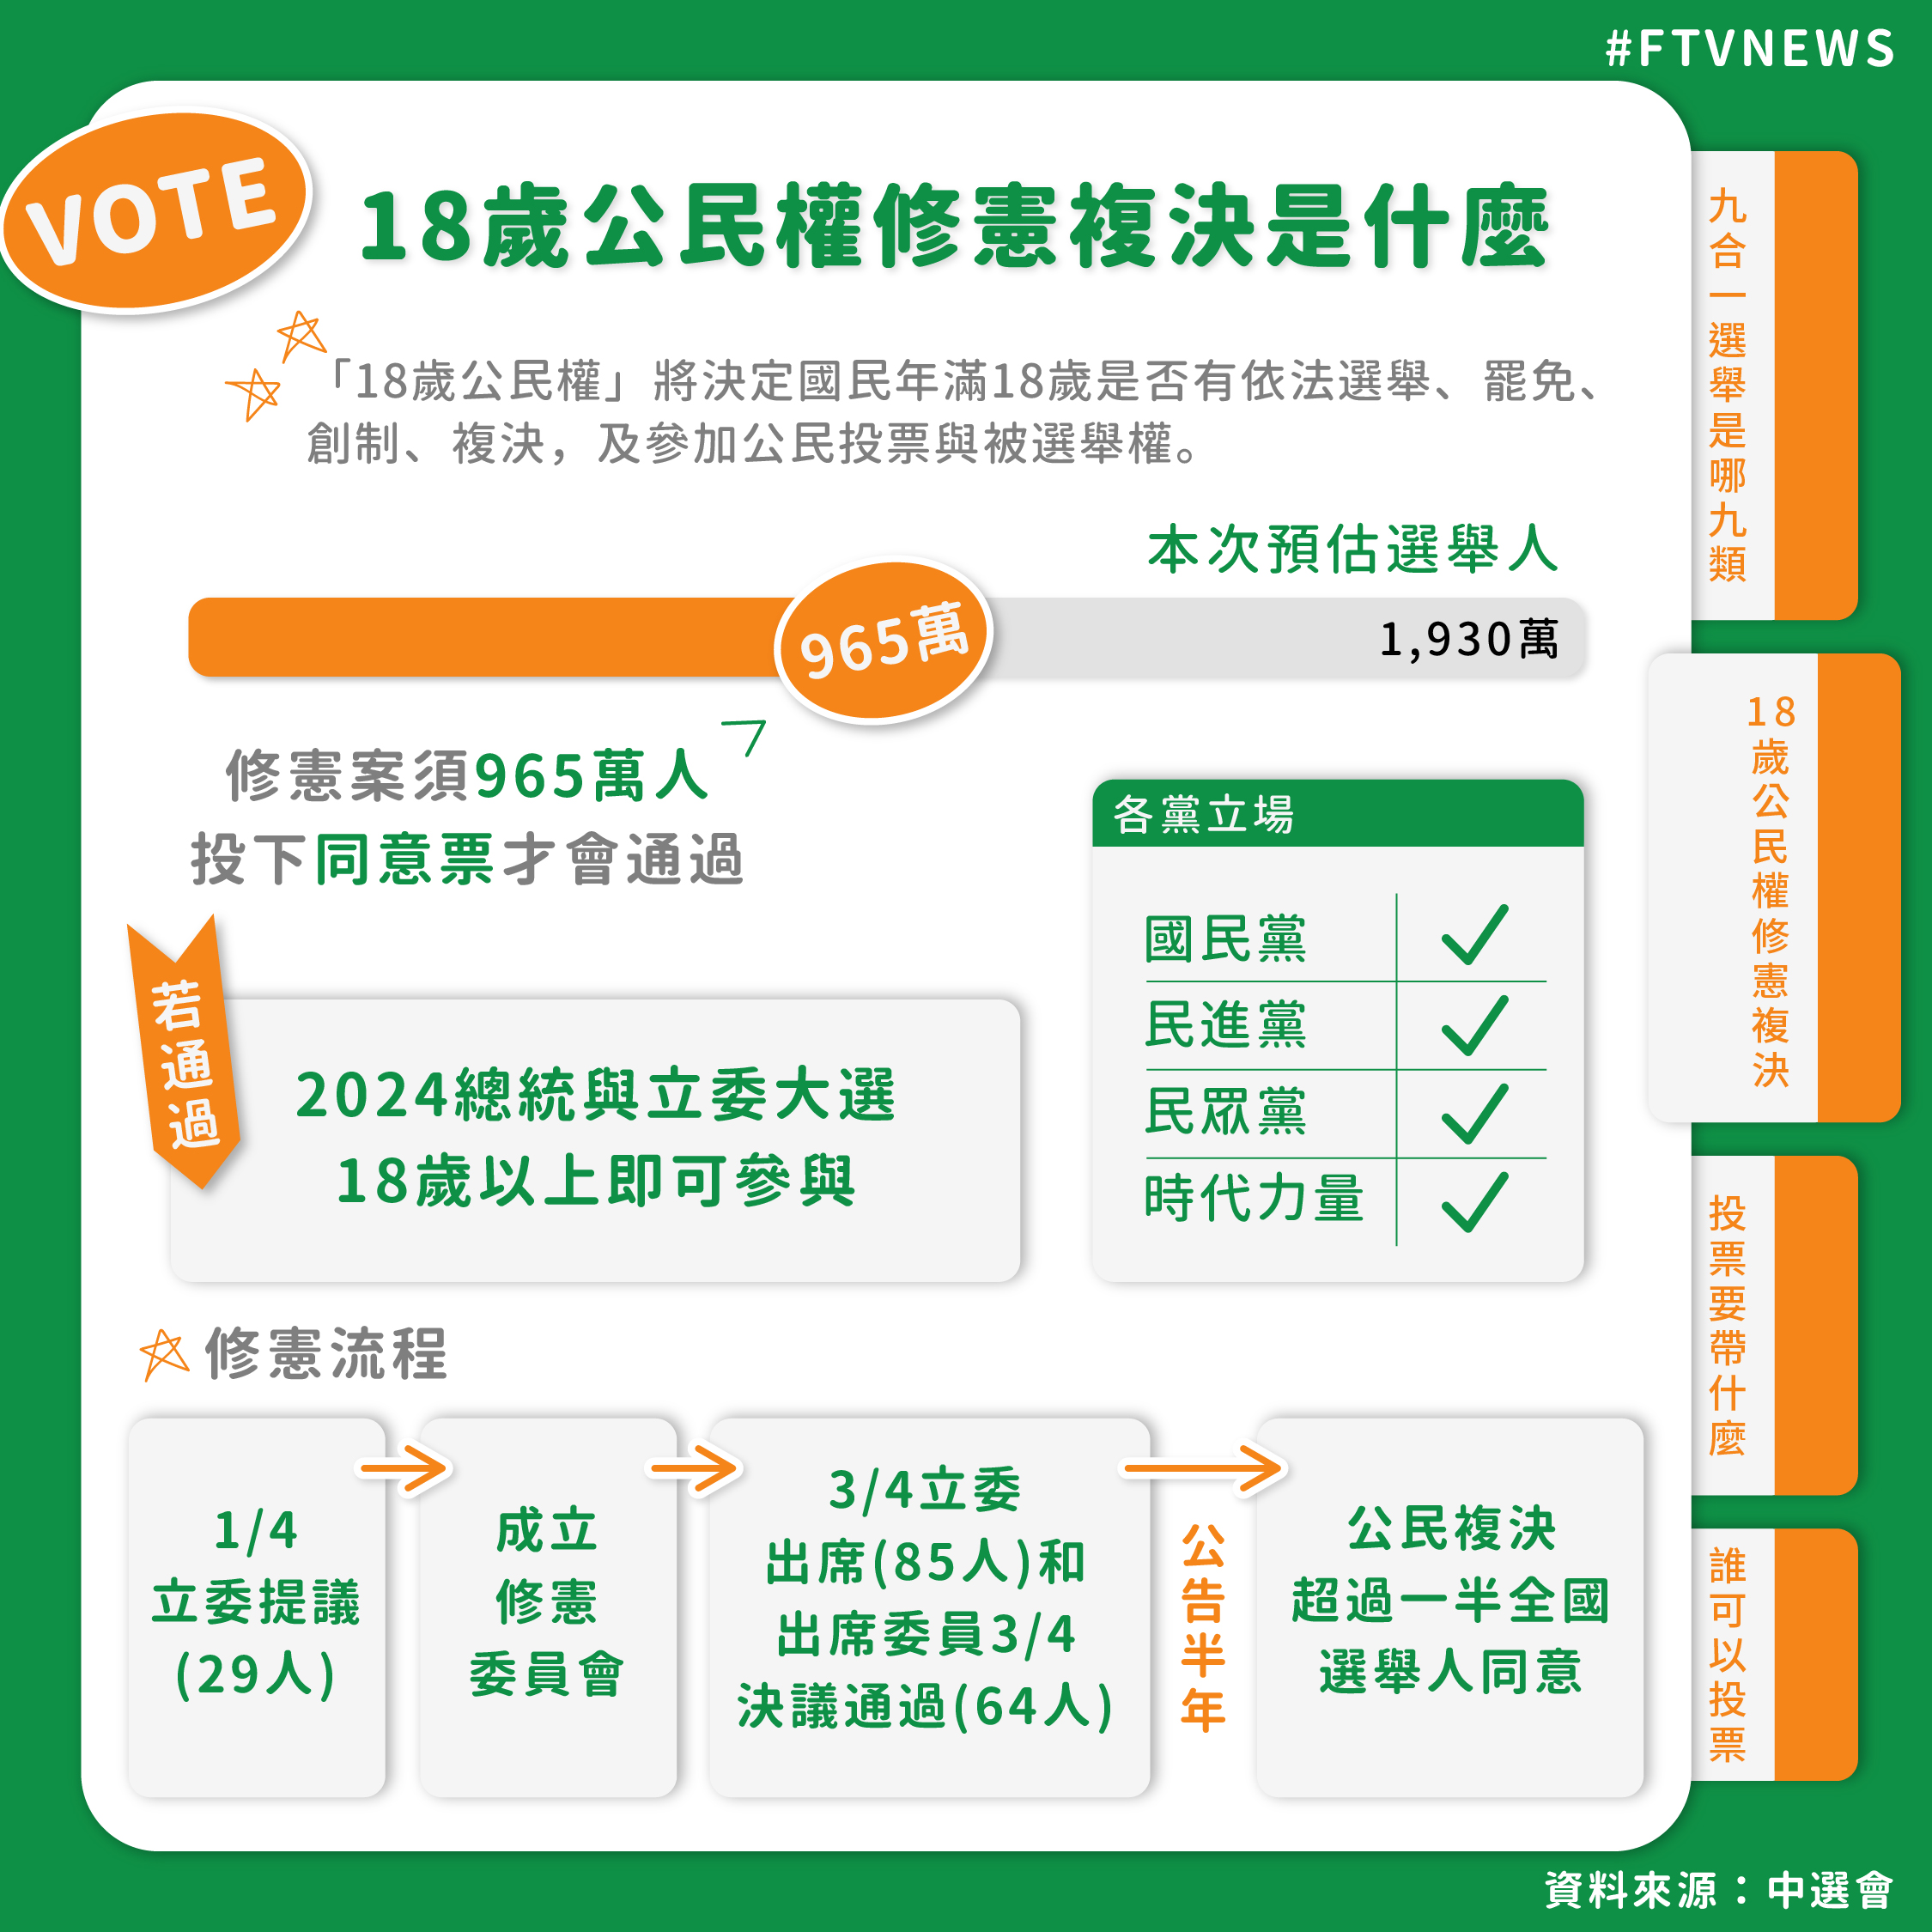 #FTVNEWS
VOTE
18歲公民權修憲複決是什麼
「18歲公民權」將決定國民年滿18歲是否有依法選舉、罷免、
創制、複決，及參加公民投票與被選舉權。
本次預估選舉人
965萬
1,930萬
修憲案須965萬人
投下同意票才會通過
若通過
2024總統與立委大選
18歲以上即可參與
各黨立場
國民黨
民進黨
民眾黨
時代力量
修憲流程
1/4
立委提議
(29人)
成立
修憲
委員會
3/4立委
出席(85人)和
出席委員3/4
決議通過(64人)
公告半年
公民複決
超過一半全國
選舉人同意
九合一選舉是哪九類
18歲公民權修憲複決
投票要帶什麼
誰可以投票
資料來源：中選會